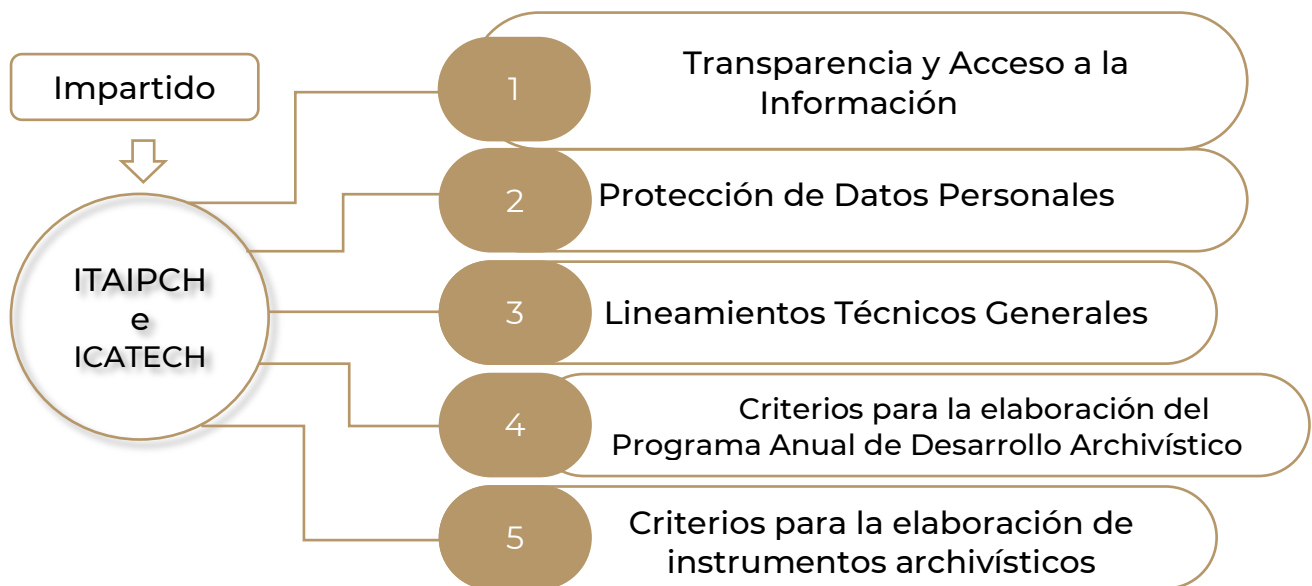 Impartido
ITAIPCH
e
ICATECH
1
Transparencia y Acceso a la
Información
2
Protección de Datos Personales
3
Lineamientos Técnicos Generales
4
Criterios para la elaboración del
Programa Anual de Desarrollo Archivístico
5
Criterios para la elaboración de
instrumentos archivísticos